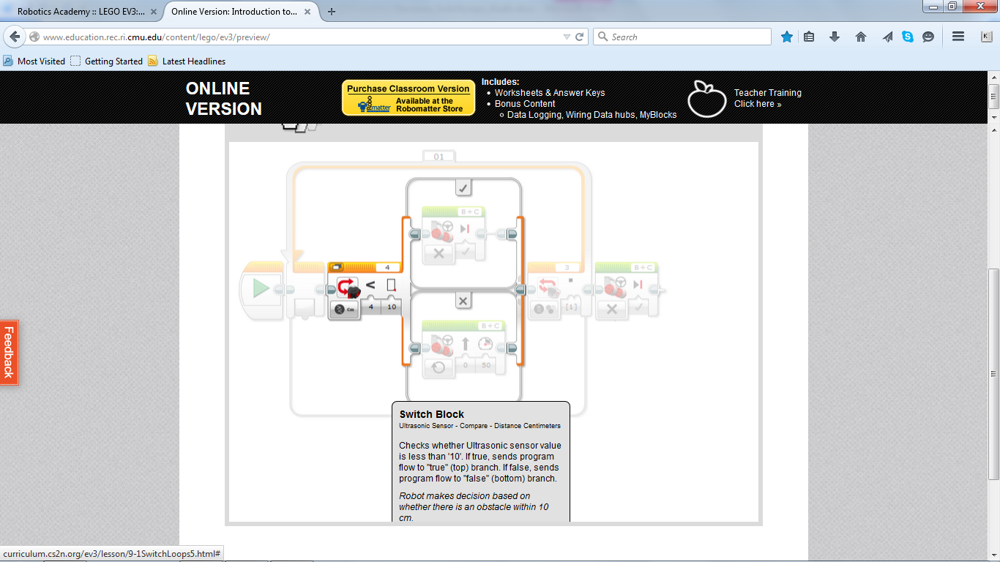 Robotics Academy :: LEGO EV3:...
Online Version: Introduction to...
www.education.rec.ri.cmu.edu/content/lego/ev3/preview/
Search
Most Visited
Getting Started
Latest Headlines
ONLINE
VERSION
Purchase Classroom Version
Available at the
Robomatter Store
Includes:
Worksheets & Answer Keys
Bonus Content
Data Logging, Wiring Data hubs, MyBlocks
Teacher Training
Click here »
01
B + C
4
<
4
10
3
[1]
B + C
B + C
0
50
Feedback
Switch Block
Ultrasonic Sensor - Compare - Distance Centimeters
Checks whether Ultrasonic sensor value
is less than '10'. If true, sends program
flow to "true" (top) branch. If false, sends
program flow to "false" (bottom) branch.
Robot makes decision based on
whether there is an obstacle within 10
cm.
curriculum.cs2n.org/ev3/lesson/9-1SwitchLoops5.html#